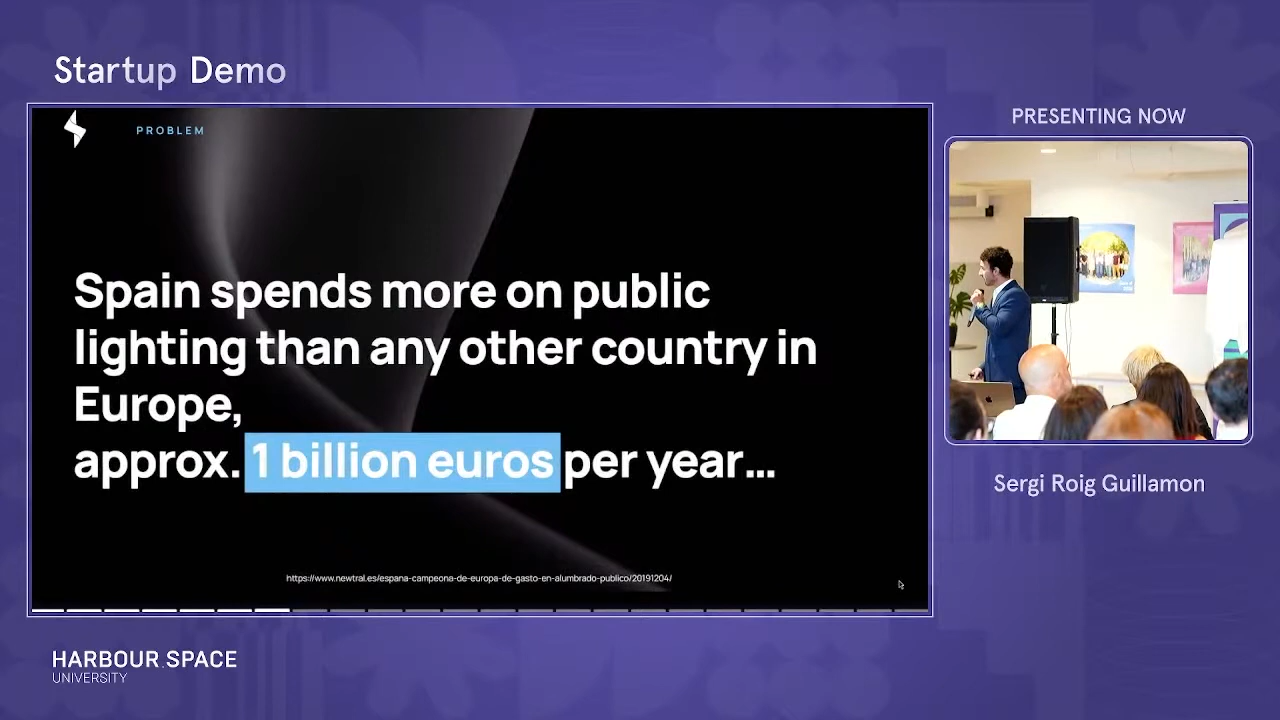 Startup Demo
PROBLEM
Spain spends more on public
lighting than any other country in
Europe,
approx. 1 billion euros per year...
https://www.newtral.es/espana-campeona-de-europa-de-gasto-en-alumbrado-publico/20191204/
PRESENTING NOW
Sergi Roig Guillamon
HARBOUR.SPACE
UNIVERSITY